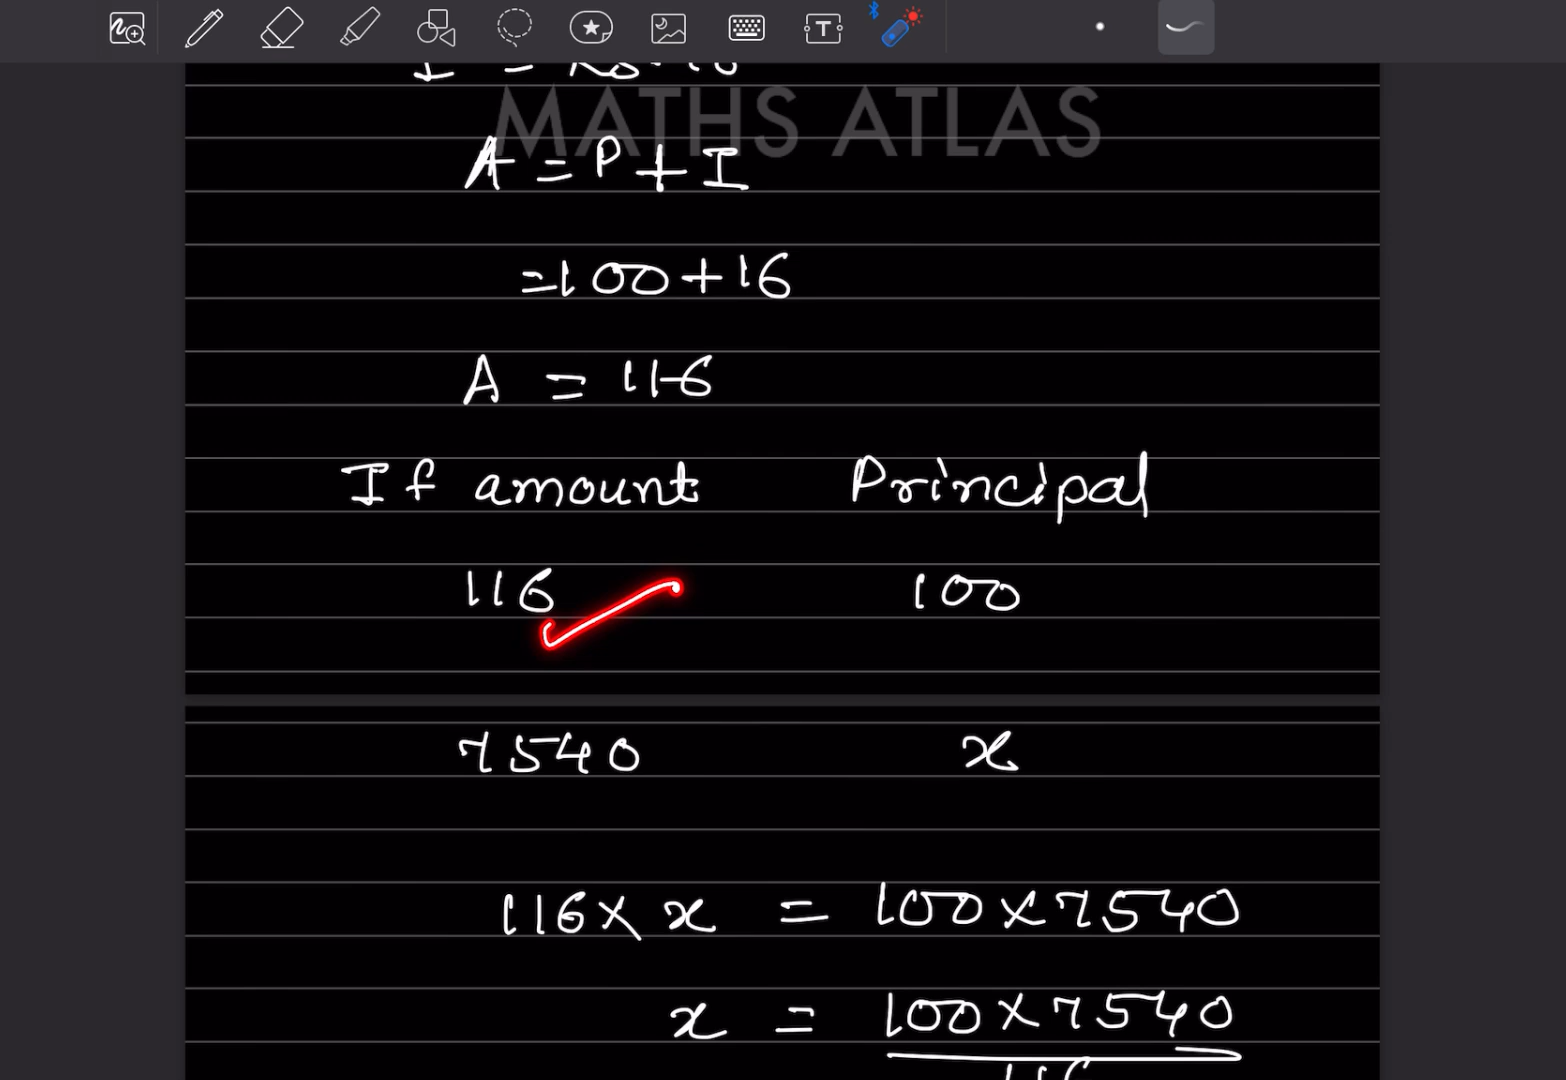 MATHS ATLAS
A = P + I
= 100 + 16
A = 116
If amount Principal
116 100
7540 x
116 × x = 100 × 7540
x = 100 × 7540